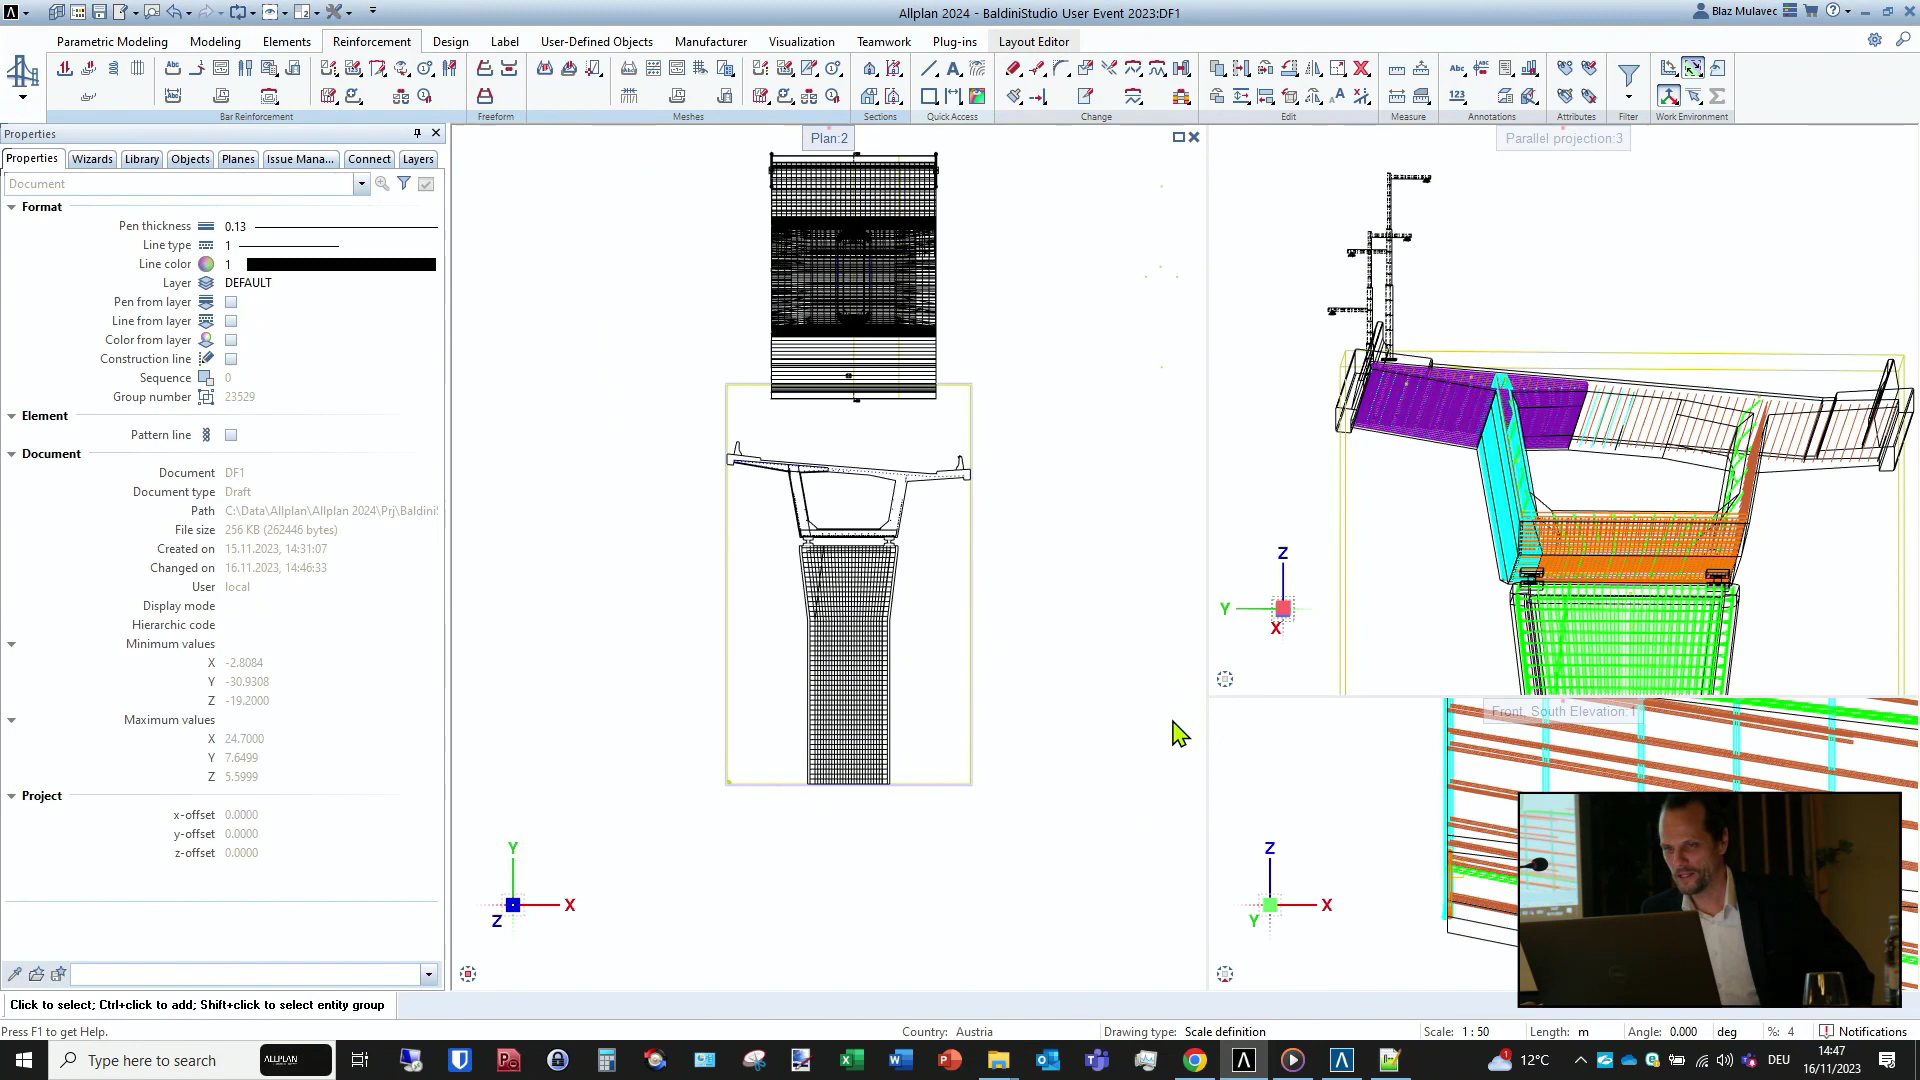 Allplan 2024 - BaldiniStudio User Event 2023:DF1
Blaz Mulavec
Parametric Modeling
Modeling
Elements
Reinforcement
Design
Label
User-Defined Objects
Manufacturer
Visualization
Teamwork
Plug-ins
Layout Editor
Bar Reinforcement
Freeform
Meshes
Sections
Quick Access
Change
Edit
Measure
Annotations
Attributes
Filter
Work Environment
Properties
Properties
Wizards
Library
Objects
Planes
Issue Mana...
Connect
Layers
Document
Format
Pen thickness 0.13
Line type 1
Line color 1
Layer DEFAULT
Pen from layer
Line from layer
Color from layer
Construction line
Sequence 0
Group number 23529
Element
Pattern line
Document
Document DF1
Document type Draft
Path C:\Data\Allplan\Allplan 2024\Prj\Baldini
File size 256 KB (262446 bytes)
Created on 15.11.2023, 14:31:07
Changed on 16.11.2023, 14:46:33
User local
Display mode
Hierarchic code
Minimum values
X -2.8084
Y -30.9308
Z -19.2000
Maximum values
X 24.7000
Y 7.6499
Z 5.5999
Project
x-offset 0.0000
y-offset 0.0000
z-offset 0.0000
Plan:2
Y
X
Z
Parallel projection:3
Z
Y
X
Front, South Elevation:1
Z
X
Y
Click to select; Ctrl+click to add; Shift+click to select entity group
Press F1 to get Help.
Country: Austria
Drawing type: Scale definition
Scale: 1 : 50
Length: m
Angle: 0.000 deg
%: 4
Notifications
Type here to search
ALLPLAN
12°C
DEU
14:47
16/11/2023